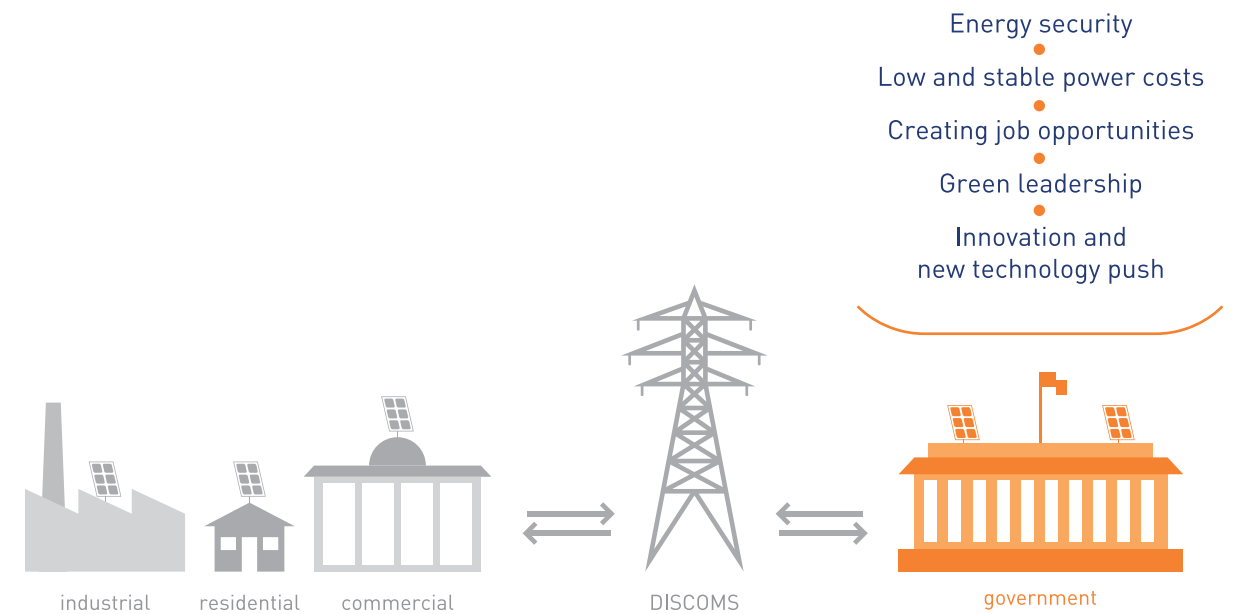 Energy security
Low and stable power costs
Creating job opportunities
Green leadership
Innovation and
new technology push
industrial
residential
commercial
DISCOMS
government